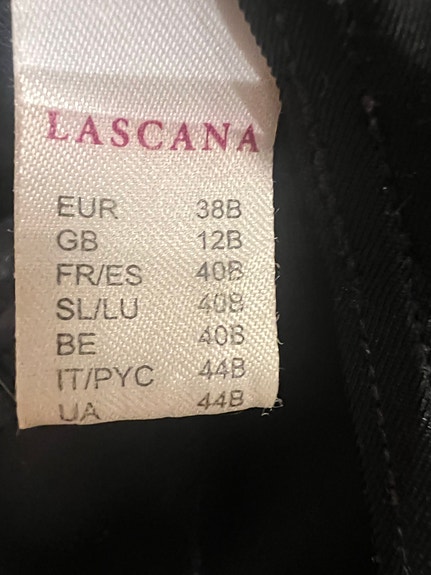 LASCANA
EUR 38B
GB 12B
FR/ES 40B
SL/LU 40B
BE 40B
IT/PYC 44B
UA 44B